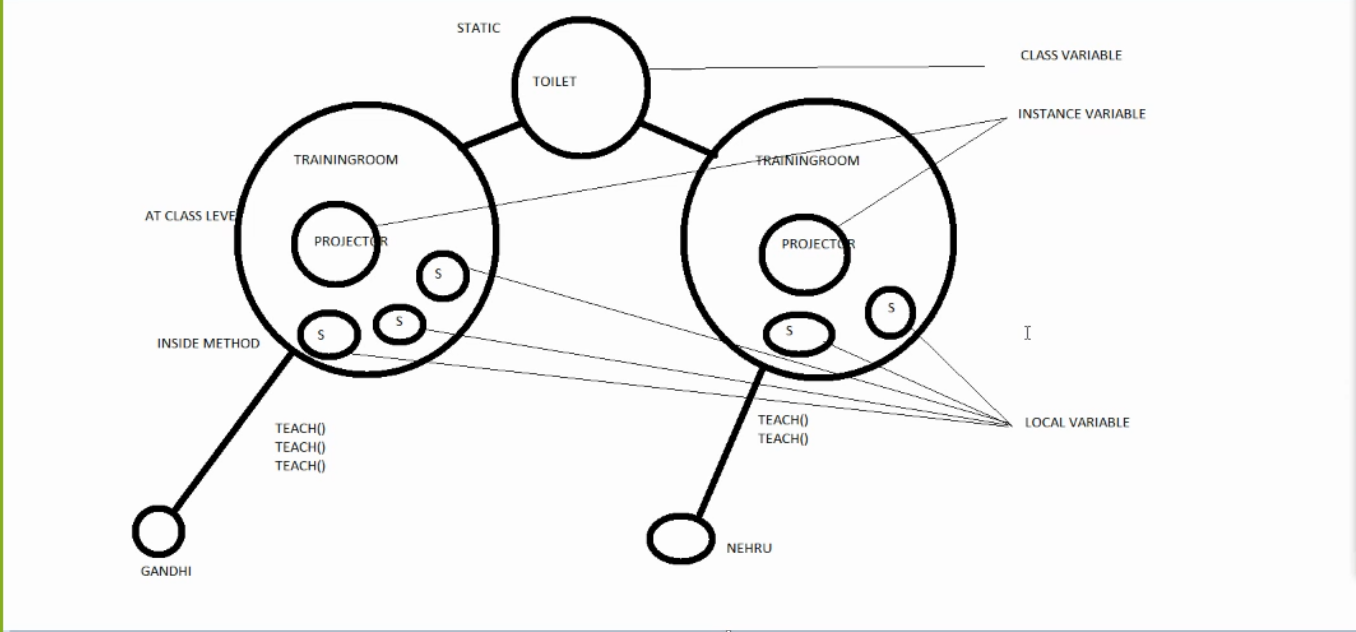 STATIC
TOILET
CLASS VARIABLE
INSTANCE VARIABLE
TRAININGROOM
TRAININGROOM
AT CLASS LEVE
PROJECTOR
PROJECTOR
S
S
S
S
S
INSIDE METHOD
TEACH()
TEACH()
TEACH()
TEACH()
TEACH()
LOCAL VARIABLE
NEHRU
GANDHI